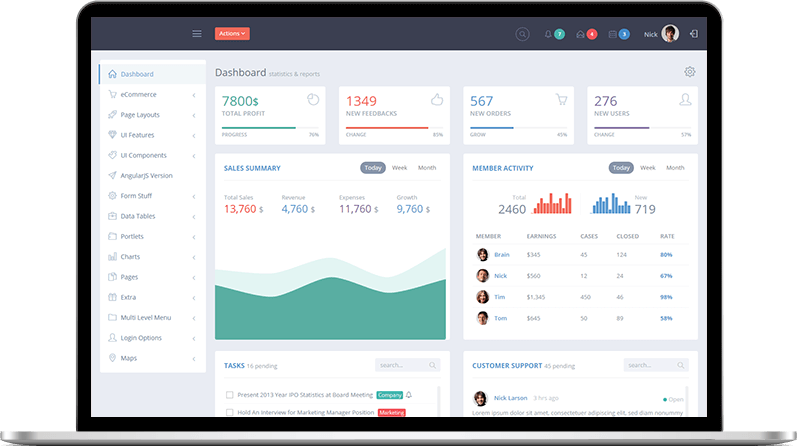 Actions
7
4
3
Nick
Dashboard
eCommerce
Page Layouts
UI Features
UI Components
AngularJS Version
Form Stuff
Data Tables
Portlets
Charts
Pages
Extra
Multi Level Menu
Login Options
Maps
Dashboard statistics & reports
7800$
TOTAL PROFIT
PROGRESS 76%
1349
NEW FEEDBACKS
CHANGE 85%
567
NEW ORDERS
GROW 45%
276
NEW USERS
CHANGE 57%
SALES SUMMARY
Today Week Month
Total Sales Revenue Expenses Growth
13,760 $ 4,760 $ 11,760 $ 9,760 $
MEMBER ACTIVITY
Today Week Month
Total New
2460 719
MEMBER EARNINGS CASES CLOSED RATE
Brain $345 45 124 80%
Nick $560 12 24 67%
Tim $1,345 450 46 98%
Tom $645 50 89 58%
TASKS 16 pending
search...
Present 2013 Year IPO Statistics at Board Meeting Company
Hold An Interview for Marketing Manager Position Marketing
CUSTOMER SUPPORT 45 pending
search...
Nick Larson 3 hrs ago
Open
Lorem ipsum dolor sit amet, consectetuer adipiscing elit, sed diam nonummy